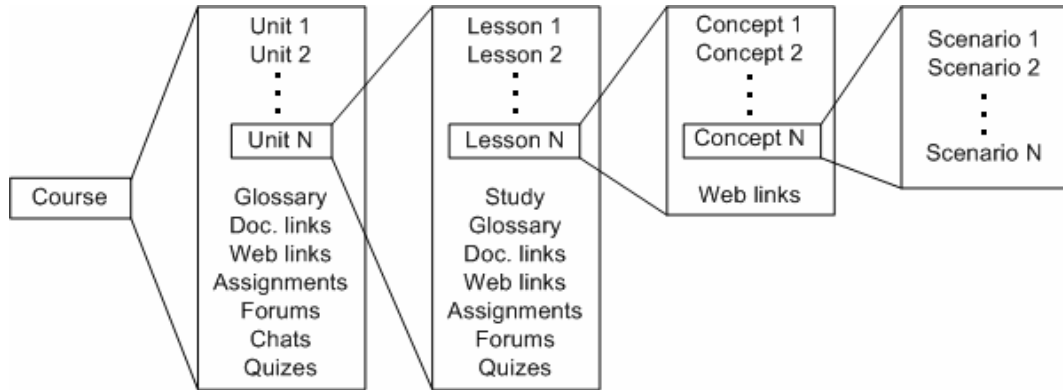 Course
Unit 1
Unit 2
Unit N
Glossary
Doc. links
Web links
Assignments
Forums
Chats
Quizes
Lesson 1
Lesson 2
Lesson N
Study
Glossary
Doc. links
Web links
Assignments
Forums
Quizes
Concept 1
Concept 2
Concept N
Web links
Scenario 1
Scenario 2
Scenario N